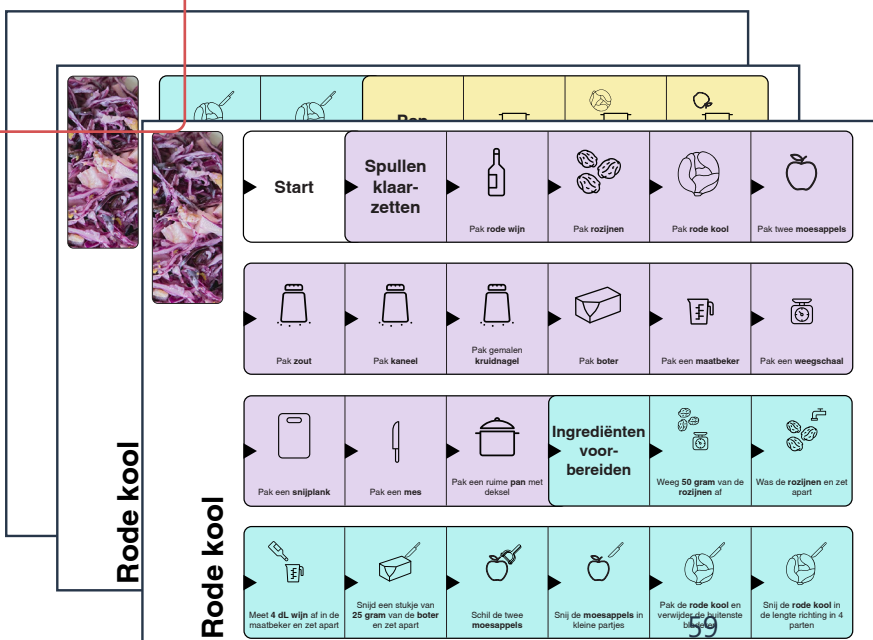 Pan
Rode kool
Rode kool
Start
Spullen
klaar-
zetten
Pak rode wijn
Pak rozijnen
Pak rode kool
Pak twee moesappels
Pak zout
Pak kaneel
Pak gemalen
kruidnagel
Pak boter
Pak een maatbeker
Pak een weegschaal
Pak een snijplank
Pak een mes
Pak een ruime pan met
deksel
Ingrediënten
voor-
bereiden
Weeg 50 gram van de
rozijnen af
Was de rozijnen en zet
apart
Meet 4 dL wijn af in de
maatbeker en zet apart
Snijd een stukje van
25 gram van de boter
en zet apart
Schil de twee
moesappels
Snij de moesappels in
kleine partjes
Pak de rode kool en
verwijder de buitenste
bladeren
Snij de rode kool in
de lengte richting in 4
parten
59